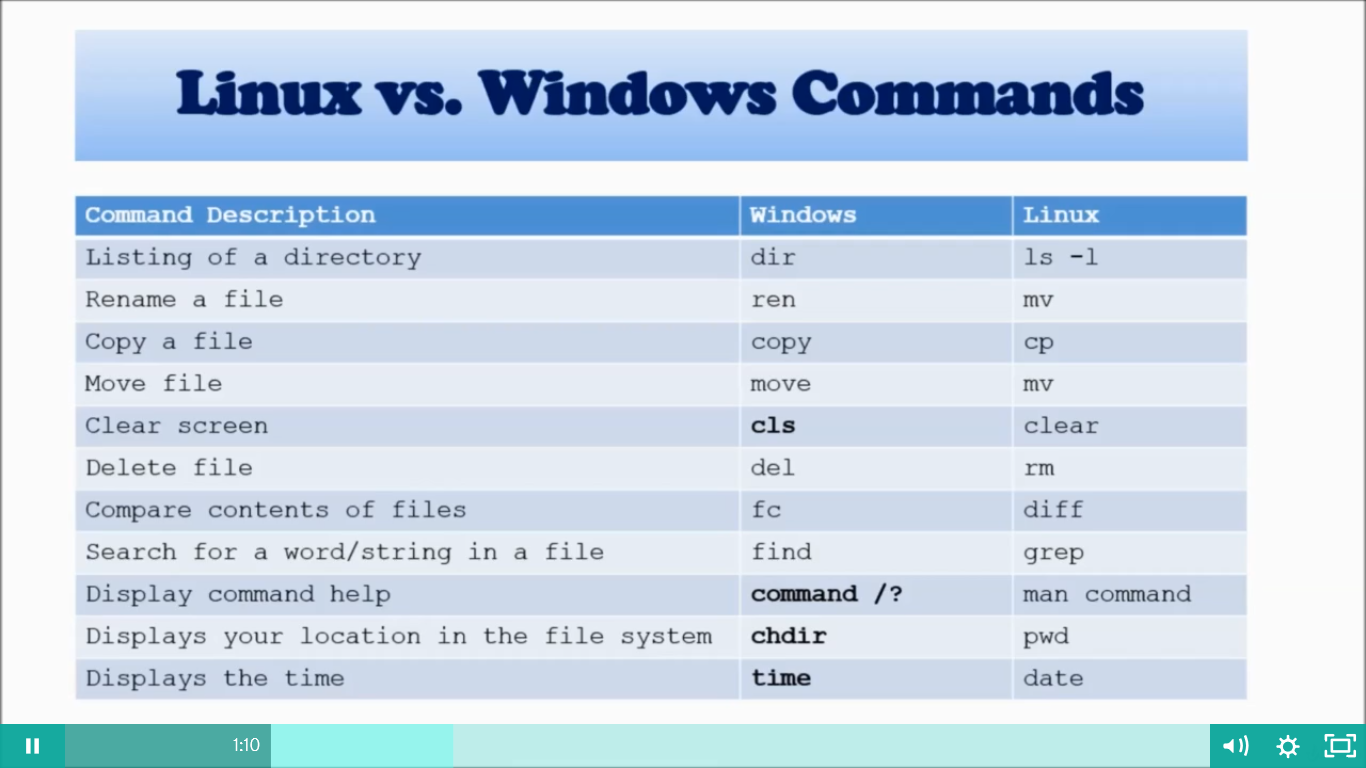 Linux vs. Windows Commands
Command Description Windows Linux
Listing of a directory dir ls -l
Rename a file ren mv
Copy a file copy cp
Move file move mv
Clear screen cls clear
Delete file del rm
Compare contents of files fc diff
Search for a word/string in a file find grep
Display command help command /? man command
Displays your location in the file system chdir pwd
Displays the time time date
1:10